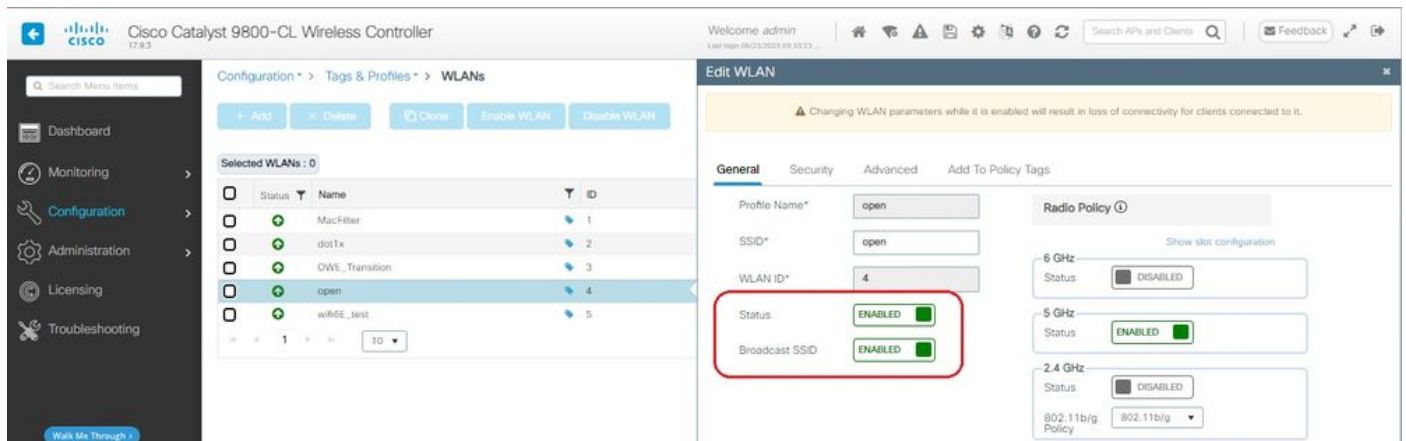 CISCO
Cisco Catalyst 9800-CL Wireless Controller
17.9.3
Welcome admin
Search APs and Clients
Feedback
Search Menu Items
Dashboard
Monitoring
Configuration
Administration
Licensing
Troubleshooting
Walk Me Through >
Configuration > Tags & Profiles > WLANs
+ Add × Delete Clone Enable WLAN Disable WLAN
Selected WLANs : 0
Status Name ID
MacFilter 1
dot1x 2
OWE_Transition 3
open 4
wifi6E_test 5
1 10
Edit WLAN
Changing WLAN parameters while it is enabled will result in loss of connectivity for clients connected to it.
General Security Advanced Add To Policy Tags
Profile Name* open
SSID* open
WLAN ID* 4
Status ENABLED
Broadcast SSID ENABLED
Radio Policy
Show slot configuration
6 GHz
Status DISABLED
5 GHz
Status ENABLED
2.4 GHz
Status DISABLED
802.11b/g Policy 802.11b/g